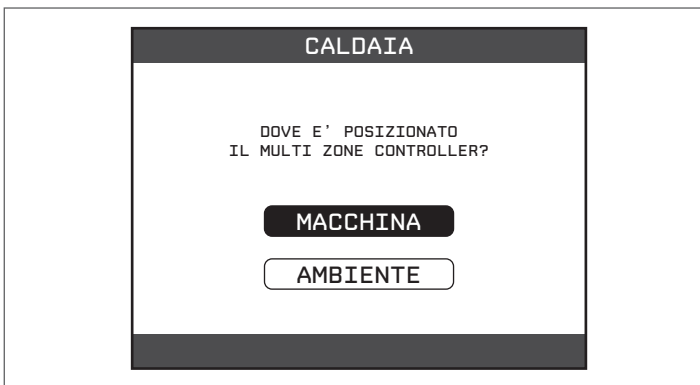 CALDAIA
DOVE E' POSIZIONATO
IL MULTI ZONE CONTROLLER?
MACCHINA
AMBIENTE